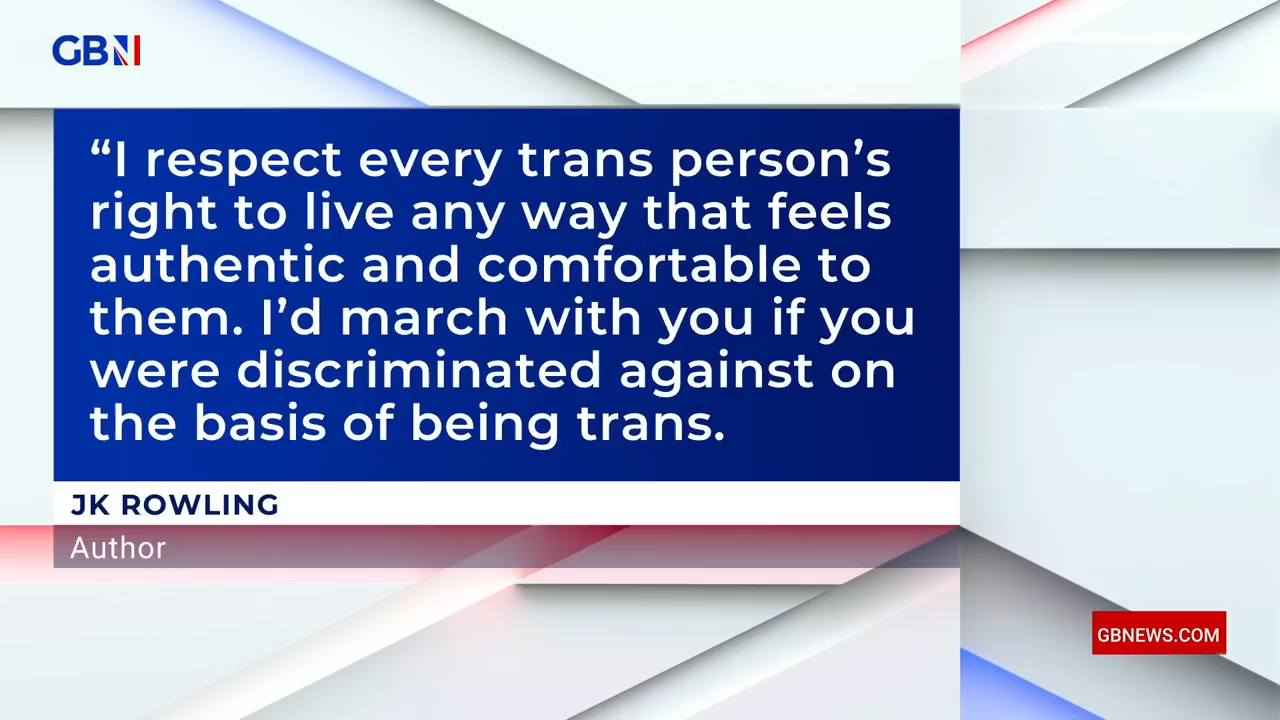 GBN
“I respect every trans person’s
right to live any way that feels
authentic and comfortable to
them. I’d march with you if you
were discriminated against on
the basis of being trans.
JK ROWLING
Author
GBNEWS.COM